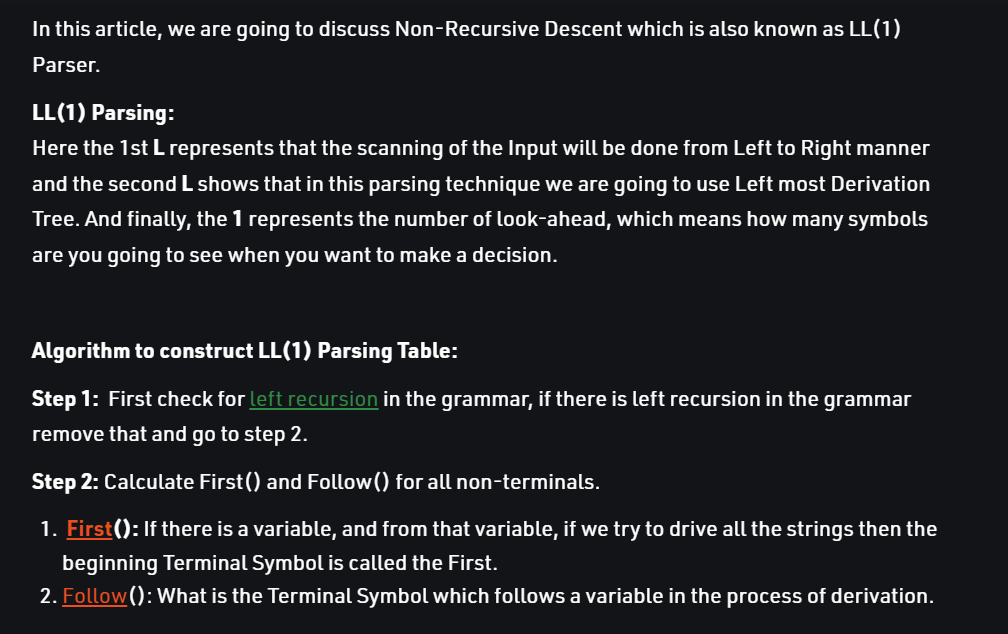 In this article, we are going to discuss Non-Recursive Descent which is also known as LL(1)
Parser.
LL(1) Parsing:
Here the 1st L represents that the scanning of the Input will be done from Left to Right manner
and the second L shows that in this parsing technique we are going to use Left most Derivation
Tree. And finally, the 1 represents the number of look-ahead, which means how many symbols
are you going to see when you want to make a decision.
Algorithm to construct LL(1) Parsing Table:
Step 1: First check for left recursion in the grammar, if there is left recursion in the grammar
remove that and go to step 2.
Step 2: Calculate First() and Follow() for all non-terminals.
1. First(): If there is a variable, and from that variable, if we try to drive all the strings then the
beginning Terminal Symbol is called the First.
2. Follow(): What is the Terminal Symbol which follows a variable in the process of derivation.